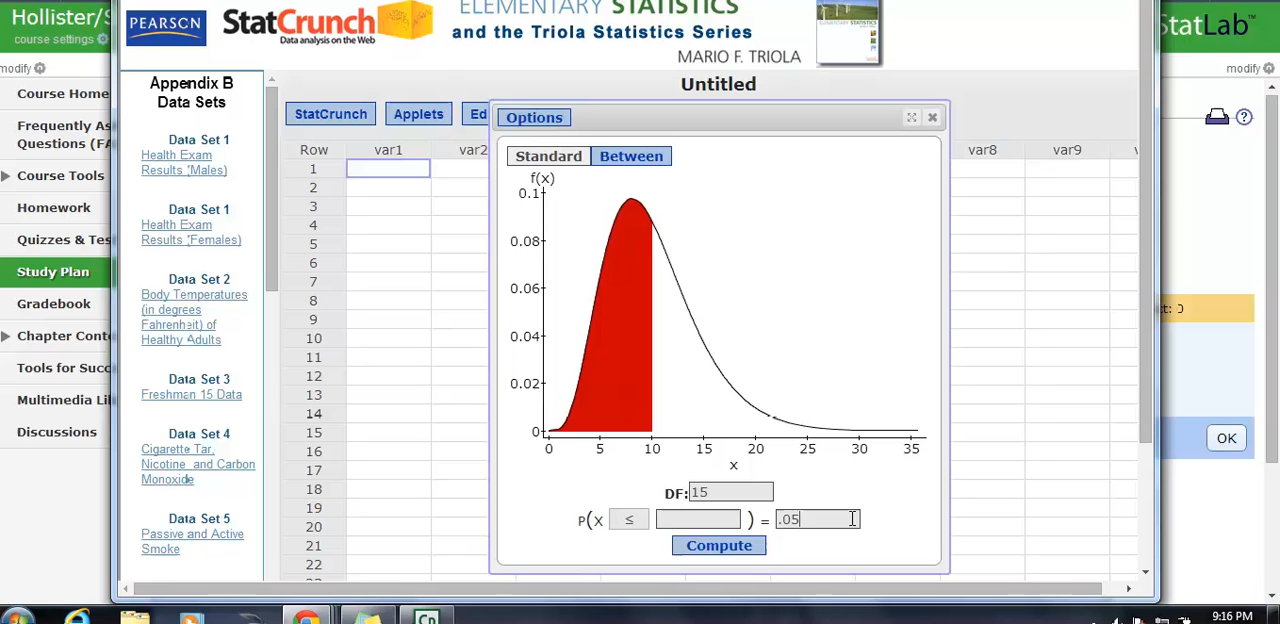 Hollister/S
course settings
modify
Course Home
Frequently As
Questions (FA
Course Tools
Homework
Quizzes & Tes
Study Plan
Gradebook
Chapter Conte
Tools for Succ
Multimedia Lib
Discussions
PEARSON
StatCrunch
Data analysis on the Web
ELEMENTARY STATISTICS
and the Triola Statistics Series
MARIO F. TRIOLA
StatLab
modify
Appendix B
Data Sets
Data Set 1
Health Exam
Results (Males)
Data Set 1
Health Exam
Results (Females)
Data Set 2
Body Temperatures
(in degrees
Fahrenheit) of
Healthy Adults
Data Set 3
Freshman 15 Data
Data Set 4
Cigarette Tar,
Nicotine, and Carbon
Monoxide
Data Set 5
Passive and Active
Smoke
Untitled
StatCrunch Applets Ed
Row var1 var2 var8 var9 v
1
2
3
4
5
6
7
8
9
10
11
12
13
14
15
16
17
18
19
20
21
22
Options
Standard Between
f(x)
0.1
0.08
0.06
0.04
0.02
0
0 5 10 15 20 25 30 35
x
DF: 15
P(X ≤ ) = .05
Compute
t: 0
OK
9:16 PM